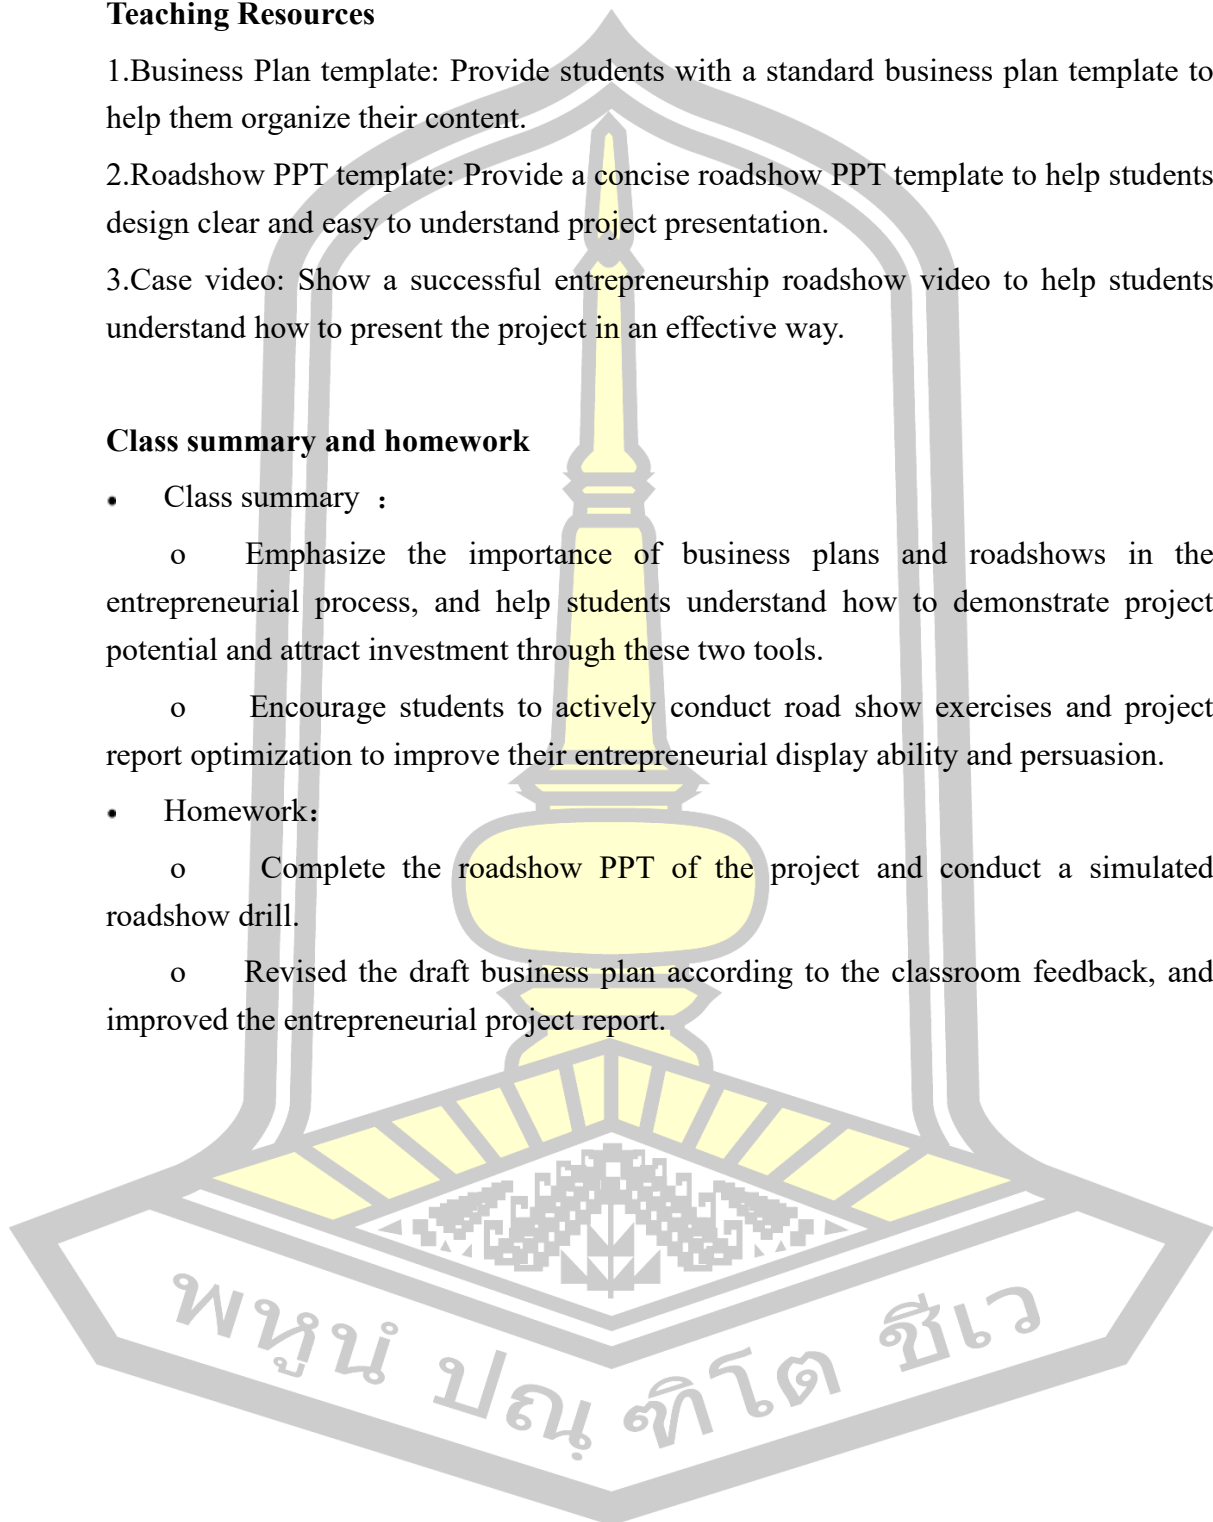 Teaching Resources
1.Business Plan template: Provide students with a standard business plan template to
help them organize their content.
2.Roadshow PPT template: Provide a concise roadshow PPT template to help students
design clear and easy to understand project presentation.
3.Case video: Show a successful entrepreneurship roadshow video to help students
understand how to present the project in an effective way.
Class summary and homework
• Class summary ：
o Emphasize the importance of business plans and roadshows in the
entrepreneurial process, and help students understand how to demonstrate project
potential and attract investment through these two tools.
o Encourage students to actively conduct road show exercises and project
report optimization to improve their entrepreneurial display ability and persuasion.
• Homework：
o Complete the roadshow PPT of the project and conduct a simulated
roadshow drill.
o Revised the draft business plan according to the classroom feedback, and
improved the entrepreneurial project report.
พหูนํ ปณฺ ฑิโต ชีเว